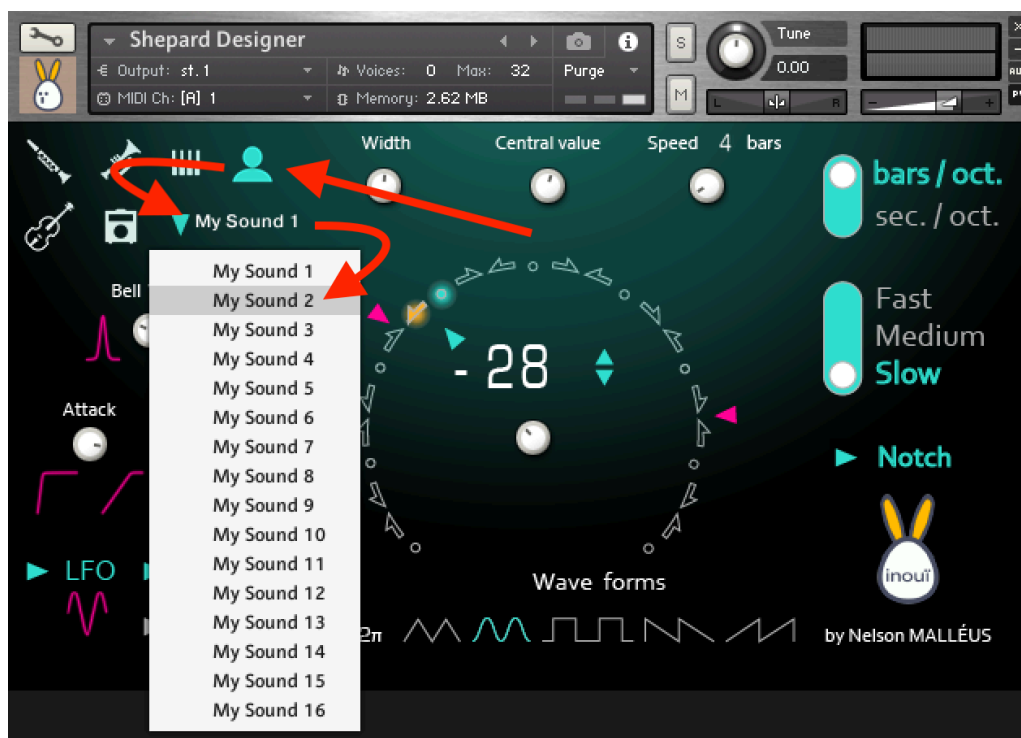 Shepard Designer
Output: st. 1
Voices: 0 Max: 32
Purge
MIDI Ch: [A] 1
Memory: 2.62 MB
S
M
Tune
0.00
L
R
-
+
AU
PV
Width
Central value
Speed 4 bars
bars / oct.
sec. / oct.
My Sound 1
My Sound 1
My Sound 2
My Sound 3
My Sound 4
My Sound 5
My Sound 6
My Sound 7
My Sound 8
My Sound 9
My Sound 10
My Sound 11
My Sound 12
My Sound 13
My Sound 14
My Sound 15
My Sound 16
Bell
Attack
LFO
- 28
Fast
Medium
Slow
Notch
inouï
Wave forms
2π
by Nelson MALLÉUS